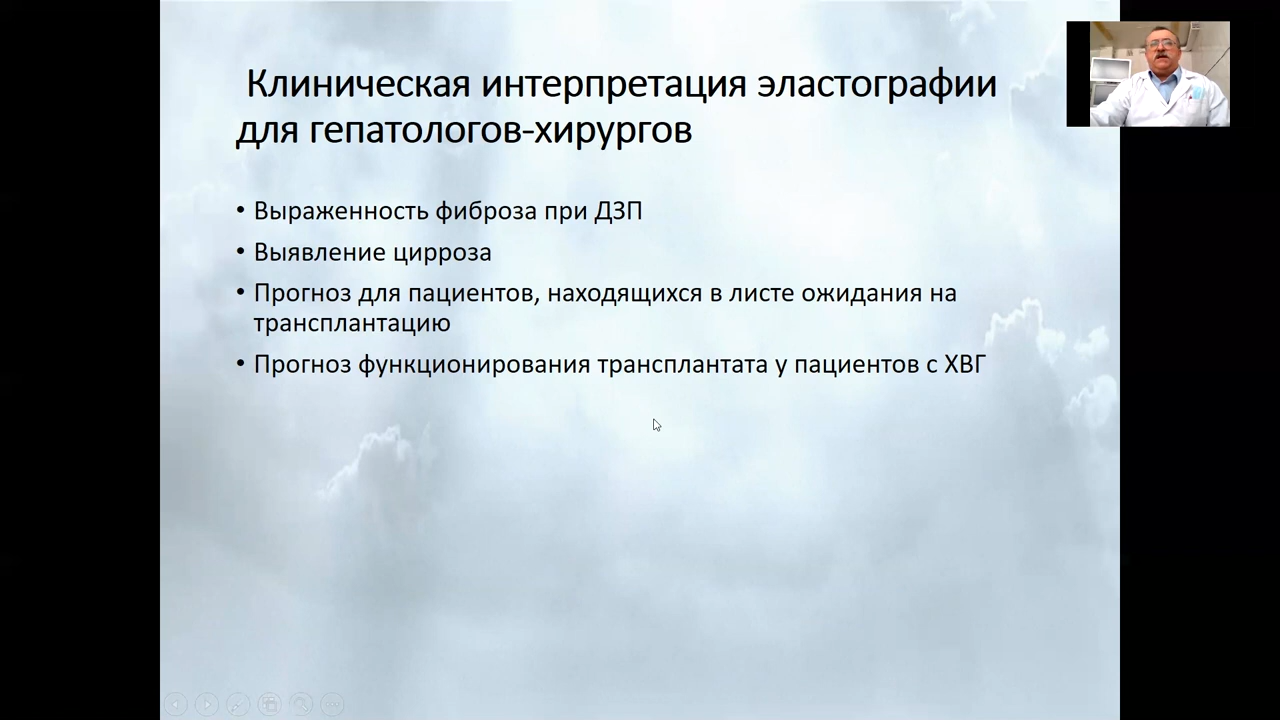 Клиническая интерпретация эластографии
для гепатологов-хирургов
• Выраженность фиброза при ДЗП
• Выявление цирроза
• Прогноз для пациентов, находящихся в листе ожидания на
трансплантацию
• Прогноз функционирования трансплантата у пациентов с ХВГ